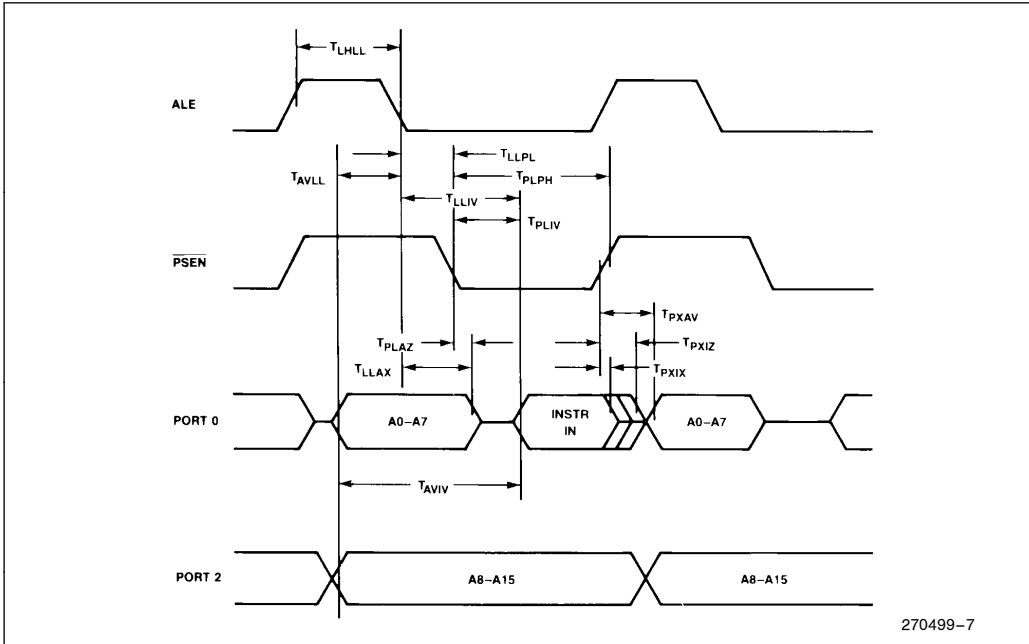 TLHLL
ALE
TLLPL
TAVLL
TPLPH
TLLIV
TPLIV
PSEN
TPXAV
TPLAZ
TPXIZ
TLLAX
TPXIX
PORT 0
A0–A7
INSTR
IN
A0–A7
TAVIV
PORT 2
A8–A15
A8–A15
270499–7